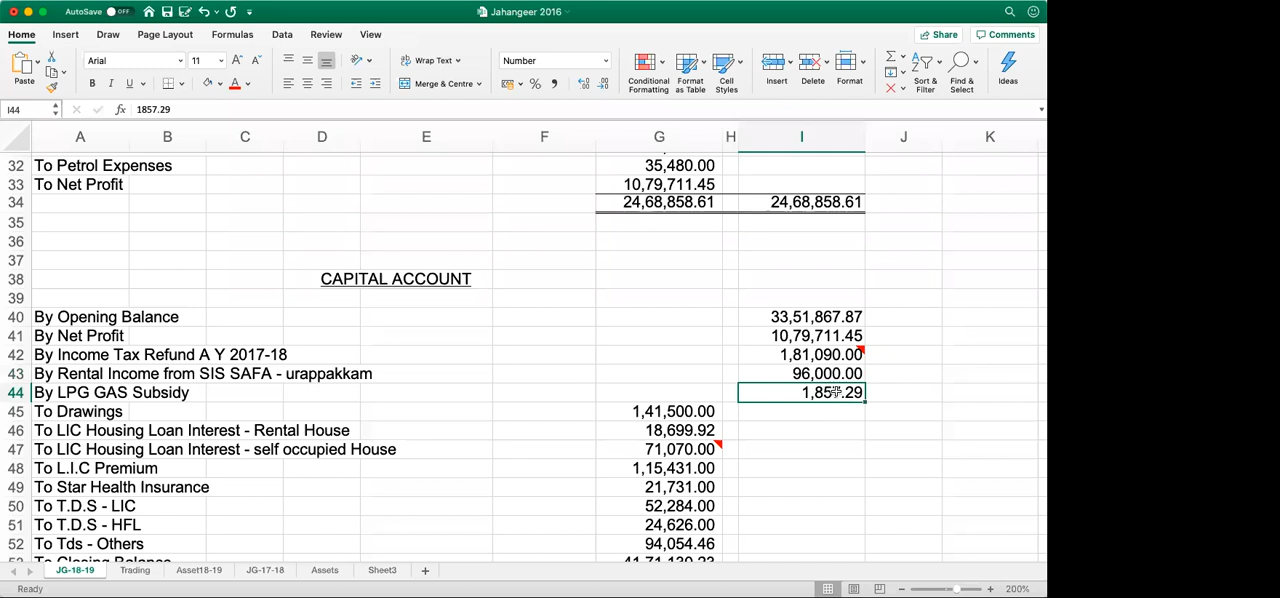 AutoSave OFF Jahangeer 2016
Home Insert Draw Page Layout Formulas Data Review View Share Comments
Paste Arial 11 Wrap Text Number Conditional Formatting Format as Table Cell Styles Insert Delete Format Sort & Filter Find & Select Ideas
B I U A Merge & Centre %
I44 fx 1857.29
A B C D E F G H I J K
32 To Petrol Expenses 35,480.00
33 To Net Profit 10,79,711.45
34 24,68,858.61 24,68,858.61
35
36
37
38 CAPITAL ACCOUNT
39
40 By Opening Balance 33,51,867.87
41 By Net Profit 10,79,711.45
42 By Income Tax Refund A Y 2017-18 1,81,090.00
43 By Rental Income from SIS SAFA - urappakkam 96,000.00
44 By LPG GAS Subsidy 1,857.29
45 To Drawings 1,41,500.00
46 To LIC Housing Loan Interest - Rental House 18,699.92
47 To LIC Housing Loan Interest - self occupied House 71,070.00
48 To L.I.C Premium 1,15,431.00
49 To Star Health Insurance 21,731.00
50 To T.D.S - LIC 52,284.00
51 To T.D.S - HFL 24,626.00
52 To Tds - Others 94,054.46
To Closing Balance
JG-18-19 Trading Asset18-19 JG-17-18 Assets Sheet3 +
Ready 200%